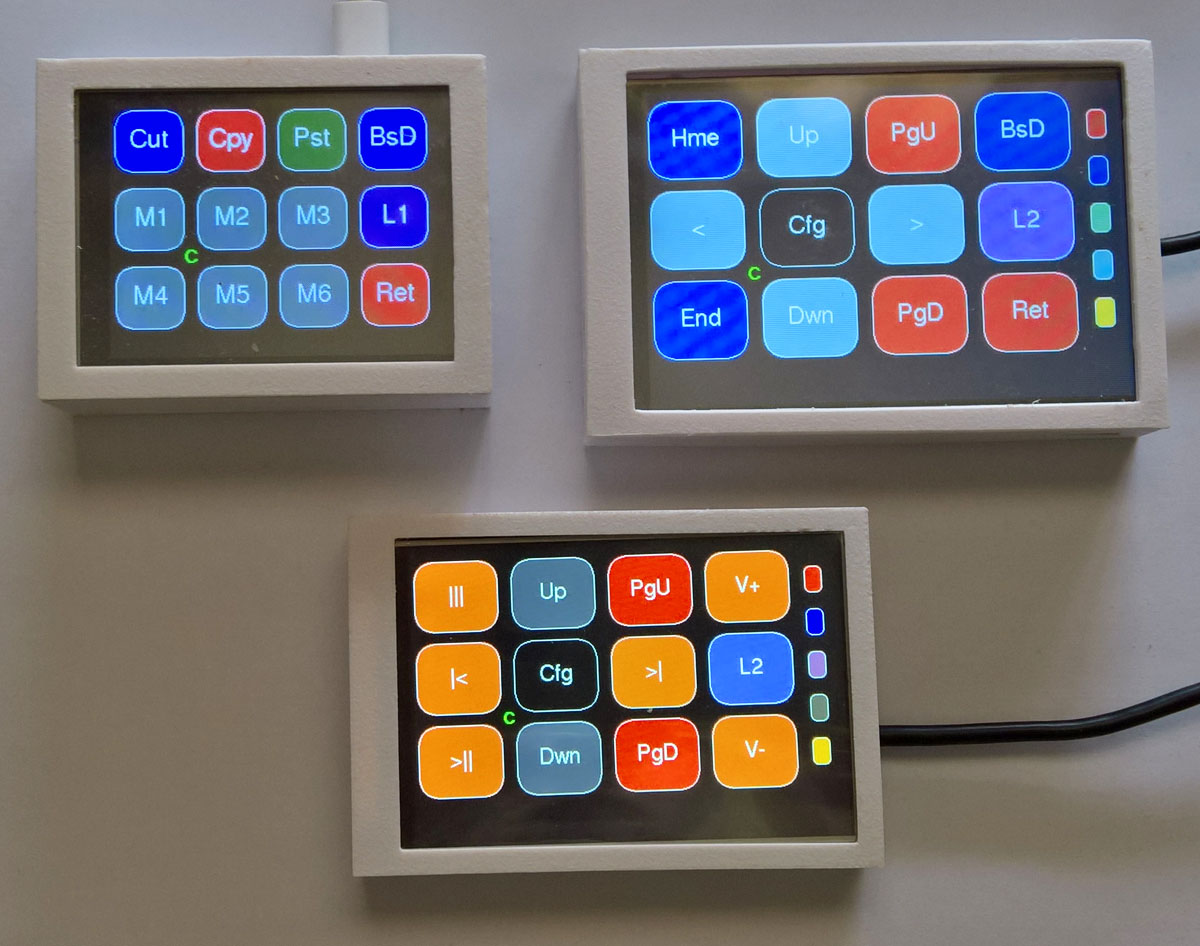 Cut Cpy Pst BsD
M1 M2 M3 L1
C
M4 M5 M6 Ret
Hme Up PgU BsD
< Cfg > L2
C
End Dwn PgD Ret
||| Up PgU V+
|< Cfg >| L2
C
>|| Dwn PgD V-